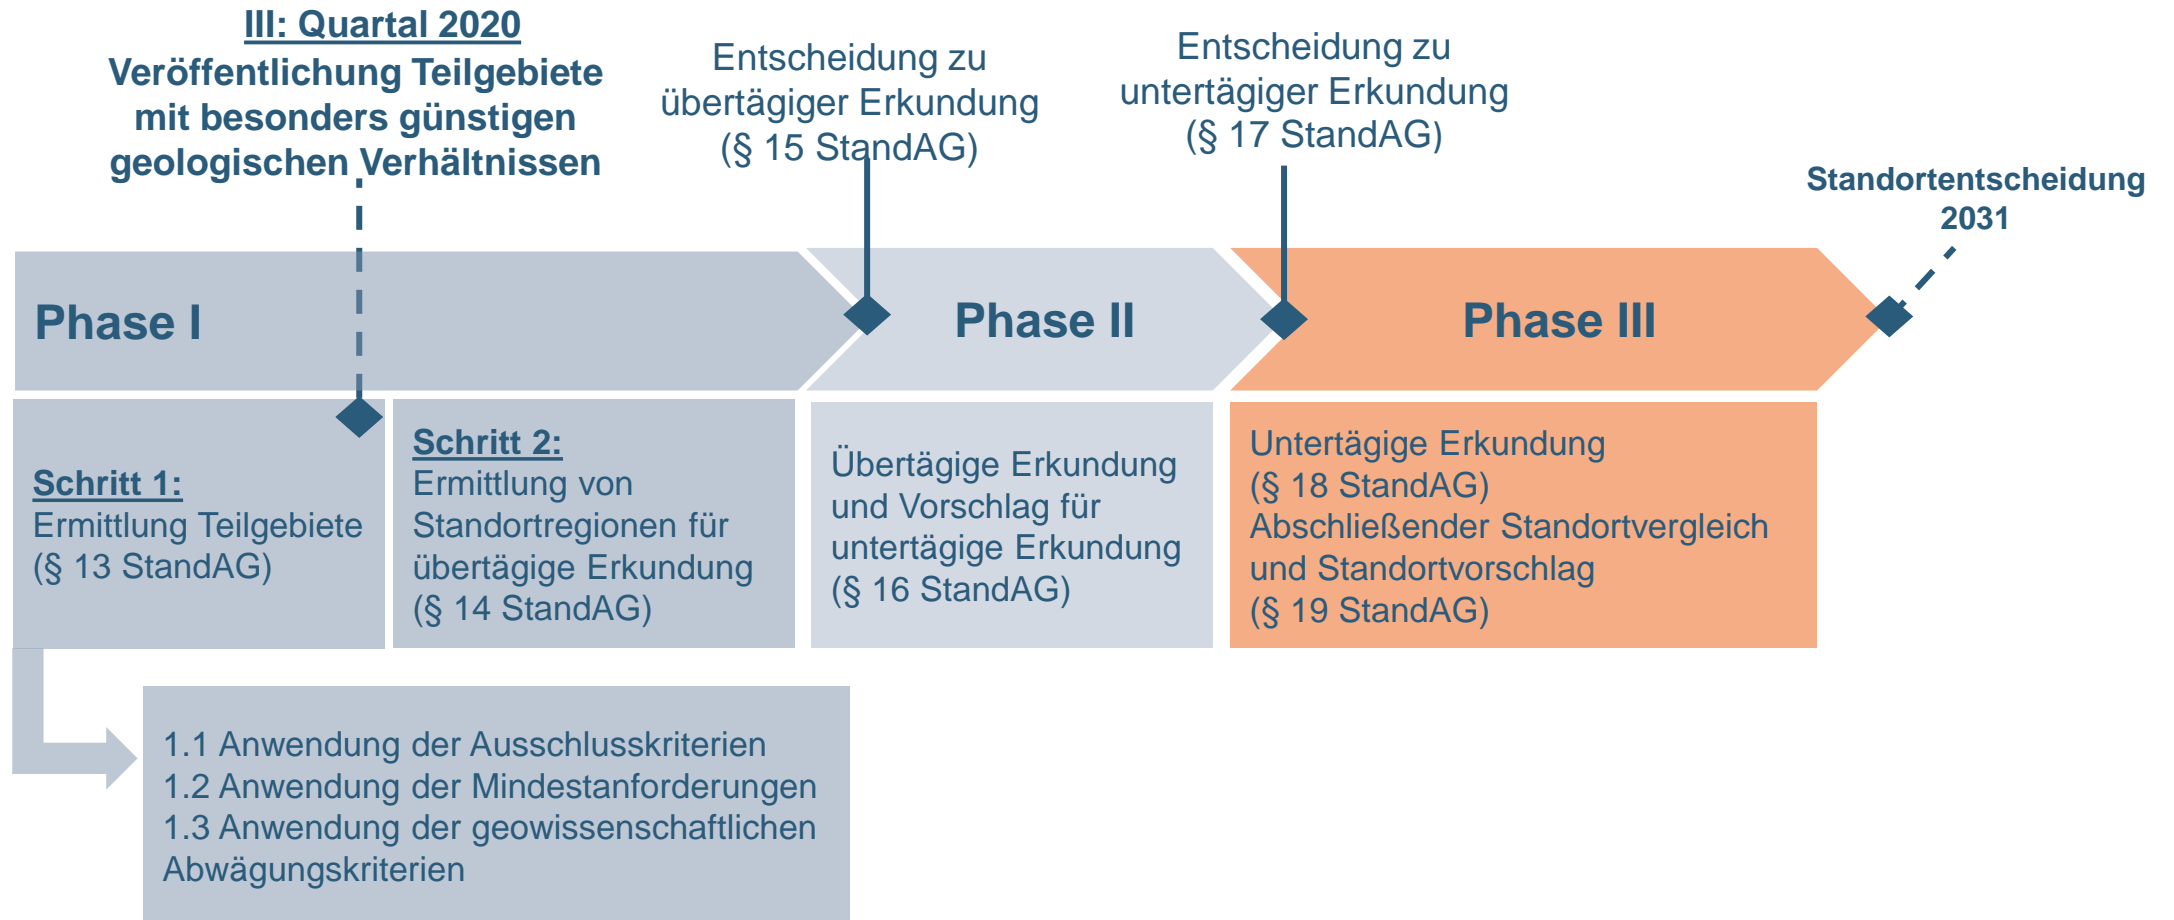 III: Quartal 2020
Veröffentlichung Teilgebiete
mit besonders günstigen
geologischen Verhältnissen
Entscheidung zu
übertägiger Erkundung
(§ 15 StandAG)
Entscheidung zu
untertägiger Erkundung
(§ 17 StandAG)
Standortentscheidung
2031
Phase I
Phase II
Phase III
Schritt 1:
Ermittlung Teilgebiete
(§ 13 StandAG)
Schritt 2:
Ermittlung von
Standortregionen für
übertägige Erkundung
(§ 14 StandAG)
Übertägige Erkundung
und Vorschlag für
untertägige Erkundung
(§ 16 StandAG)
Untertägige Erkundung
(§ 18 StandAG)
Abschließender Standortvergleich
und Standortvorschlag
(§ 19 StandAG)
1.1 Anwendung der Ausschlusskriterien
1.2 Anwendung der Mindestanforderungen
1.3 Anwendung der geowissenschaftlichen
Abwägungskriterien